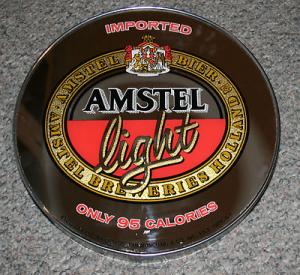 IMPORTED
AMSTEL BIER
AMSTEL
light
AMSTEL BREWERIES HOLLAND
ONLY 95 CALORIES